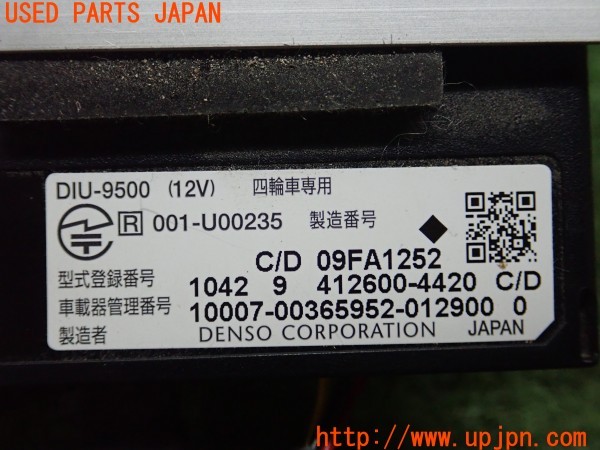 USED PARTS JAPAN
DIU-9500 (12V) 四輪車専用
R 001-U00235 製造番号
C/D 09FA1252
型式登録番号 1042 9 412600-4420 C/D
車載器管理番号 10007-00365952-012900 0
製造者 DENSO CORPORATION JAPAN
http://www.upjpn.com/